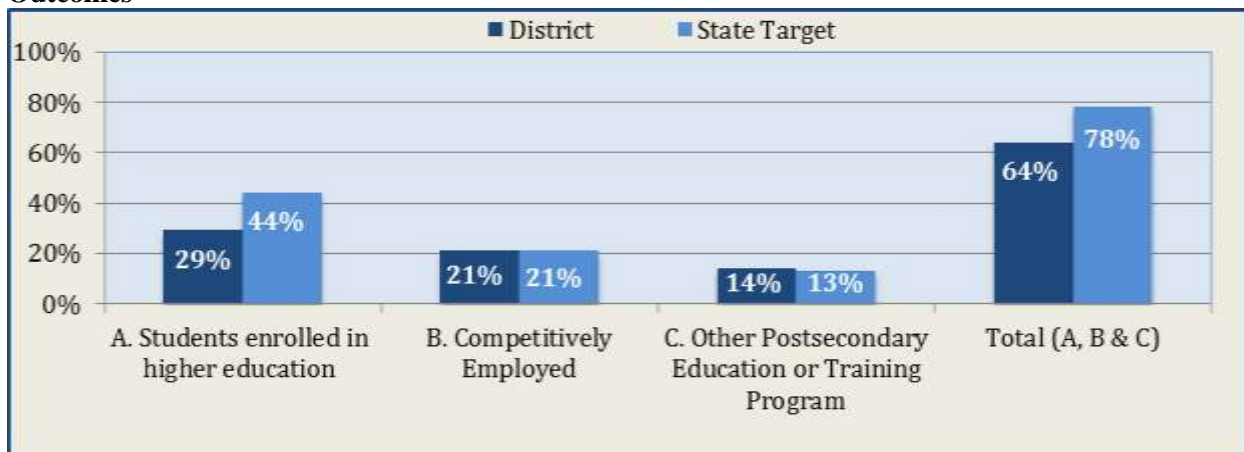 District State Target
100%
80%
60%
40%
20%
0%
29% 44%
21% 21%
14% 13%
64% 78%
A. Students enrolled in
higher education
B. Competitively
Employed
C. Other Postsecondary
Education or Training
Program
Total (A, B & C)